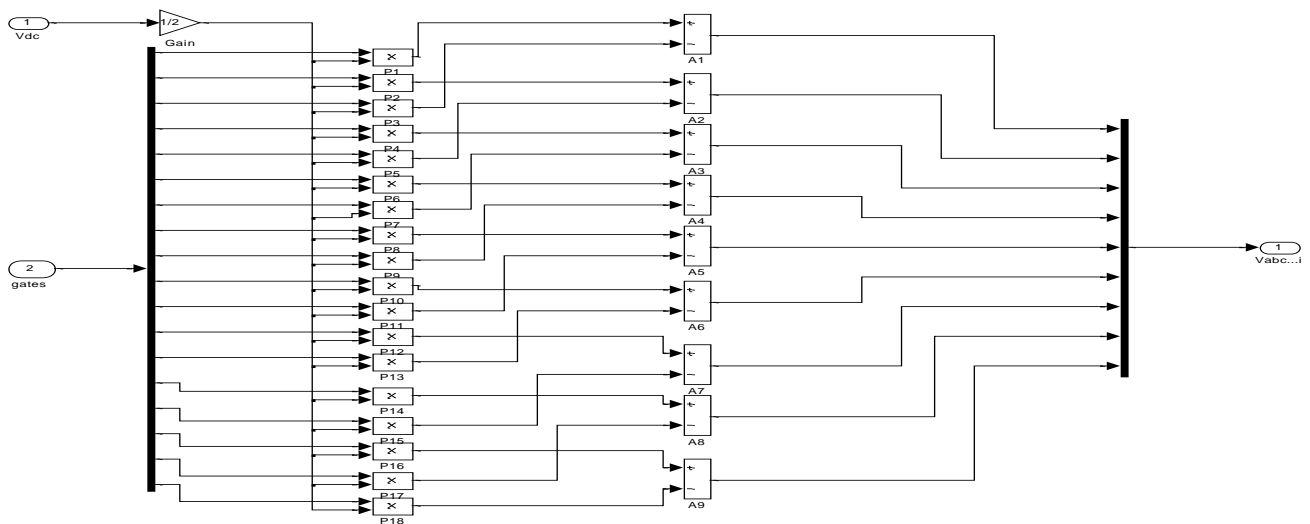 1
Vdc
1/2
Gain
2
gates
×
P1
×
P2
×
P3
×
P4
×
P5
×
P6
×
P7
×
P8
×
P9
×
P10
×
P11
×
P12
×
P13
×
P14
×
P15
×
P16
×
P17
×
P18
+
−
A1
+
−
A2
+
−
A3
+
−
A4
+
−
A5
+
−
A6
+
−
A7
+
−
A8
+
−
A9
1
Vabc...i